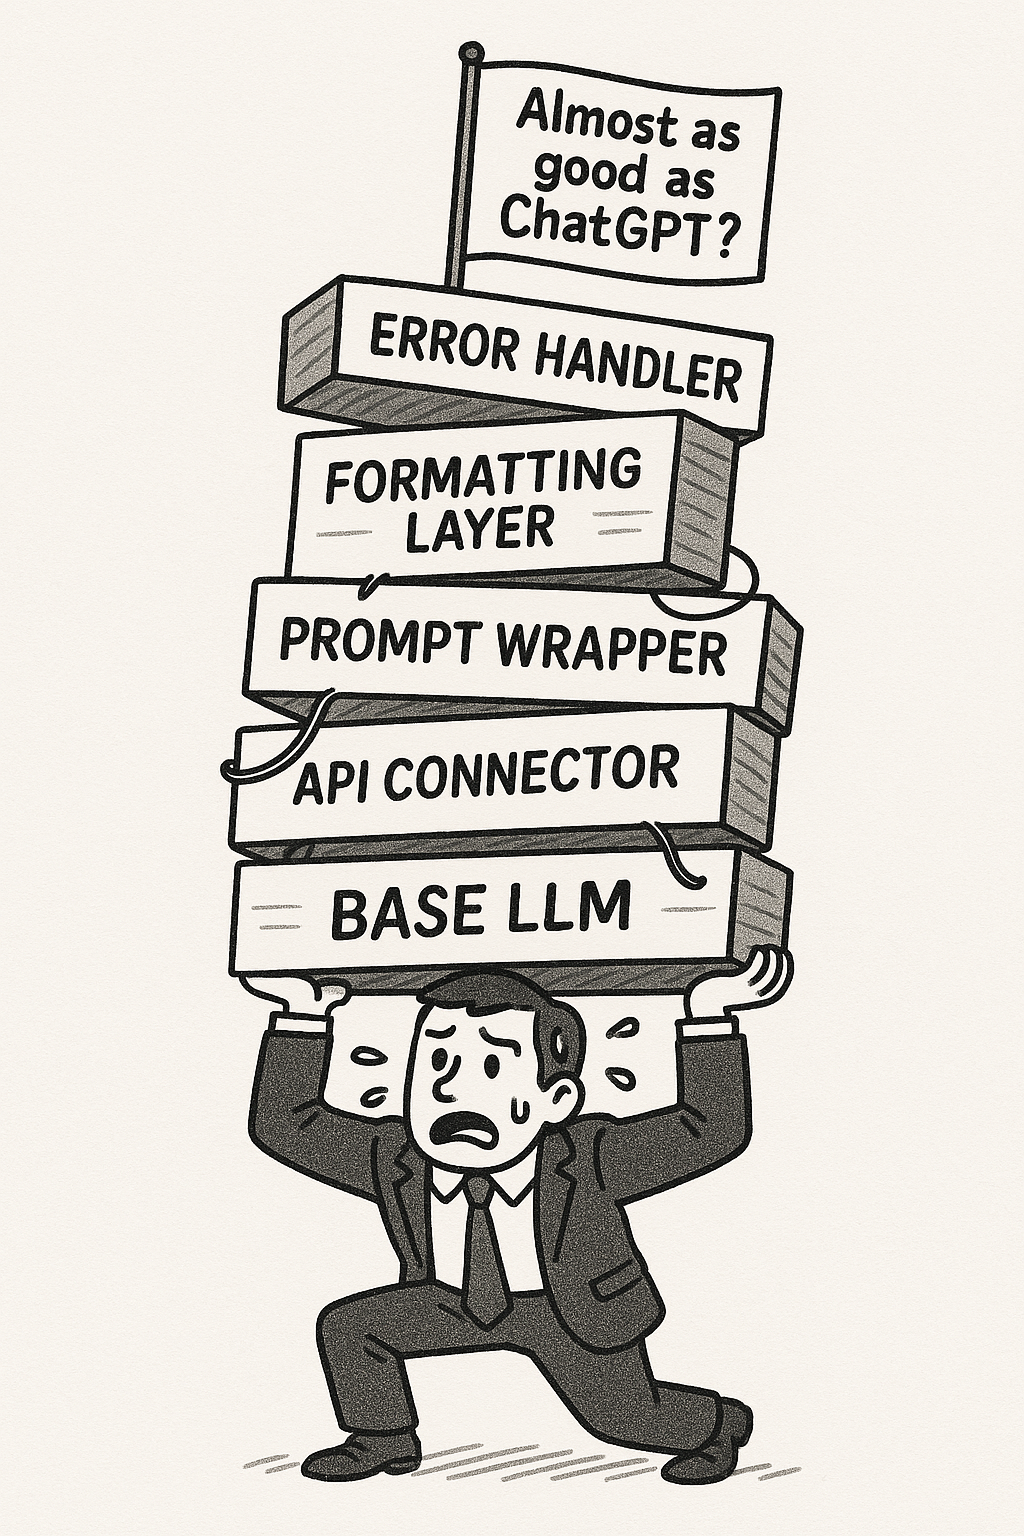 Almost as
good as
ChatGPT?
ERROR HANDLER
FORMATTING
LAYER
PROMPT WRAPPER
API CONNECTOR
BASE LLM